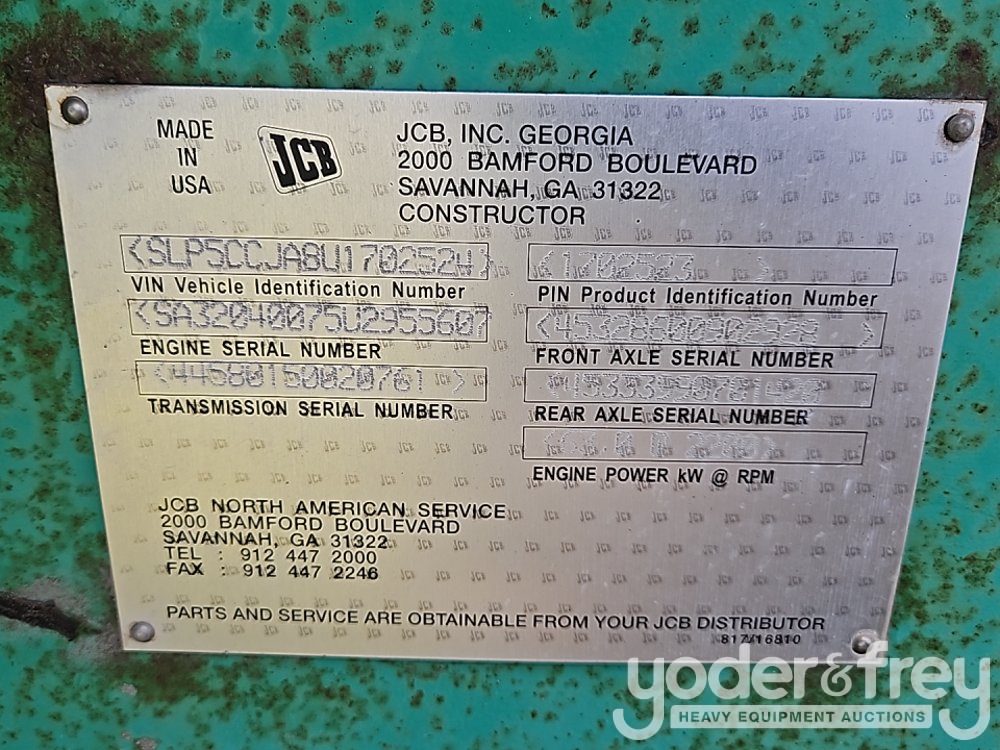 MADE
IN
USA
JCB
JCB, INC. GEORGIA
2000 BAMFORD BOULEVARD
SAVANNAH, GA 31322
CONSTRUCTOR
VIN Vehicle Identification Number
<1702523 >
PIN Product Identification Number
<SA32040075U2955607
ENGINE SERIAL NUMBER
FRONT AXLE SERIAL NUMBER
TRANSMISSION SERIAL NUMBER
REAR AXLE SERIAL NUMBER
ENGINE POWER kW @ RPM
JCB NORTH AMERICAN SERVICE
2000 BAMFORD BOULEVARD
SAVANNAH, GA 31322
TEL : 912 447 2000
FAX : 912 447 2246
PARTS AND SERVICE ARE OBTAINABLE FROM YOUR JCB DISTRIBUTOR
817/16810
yoder&frey
HEAVY EQUIPMENT AUCTIONS